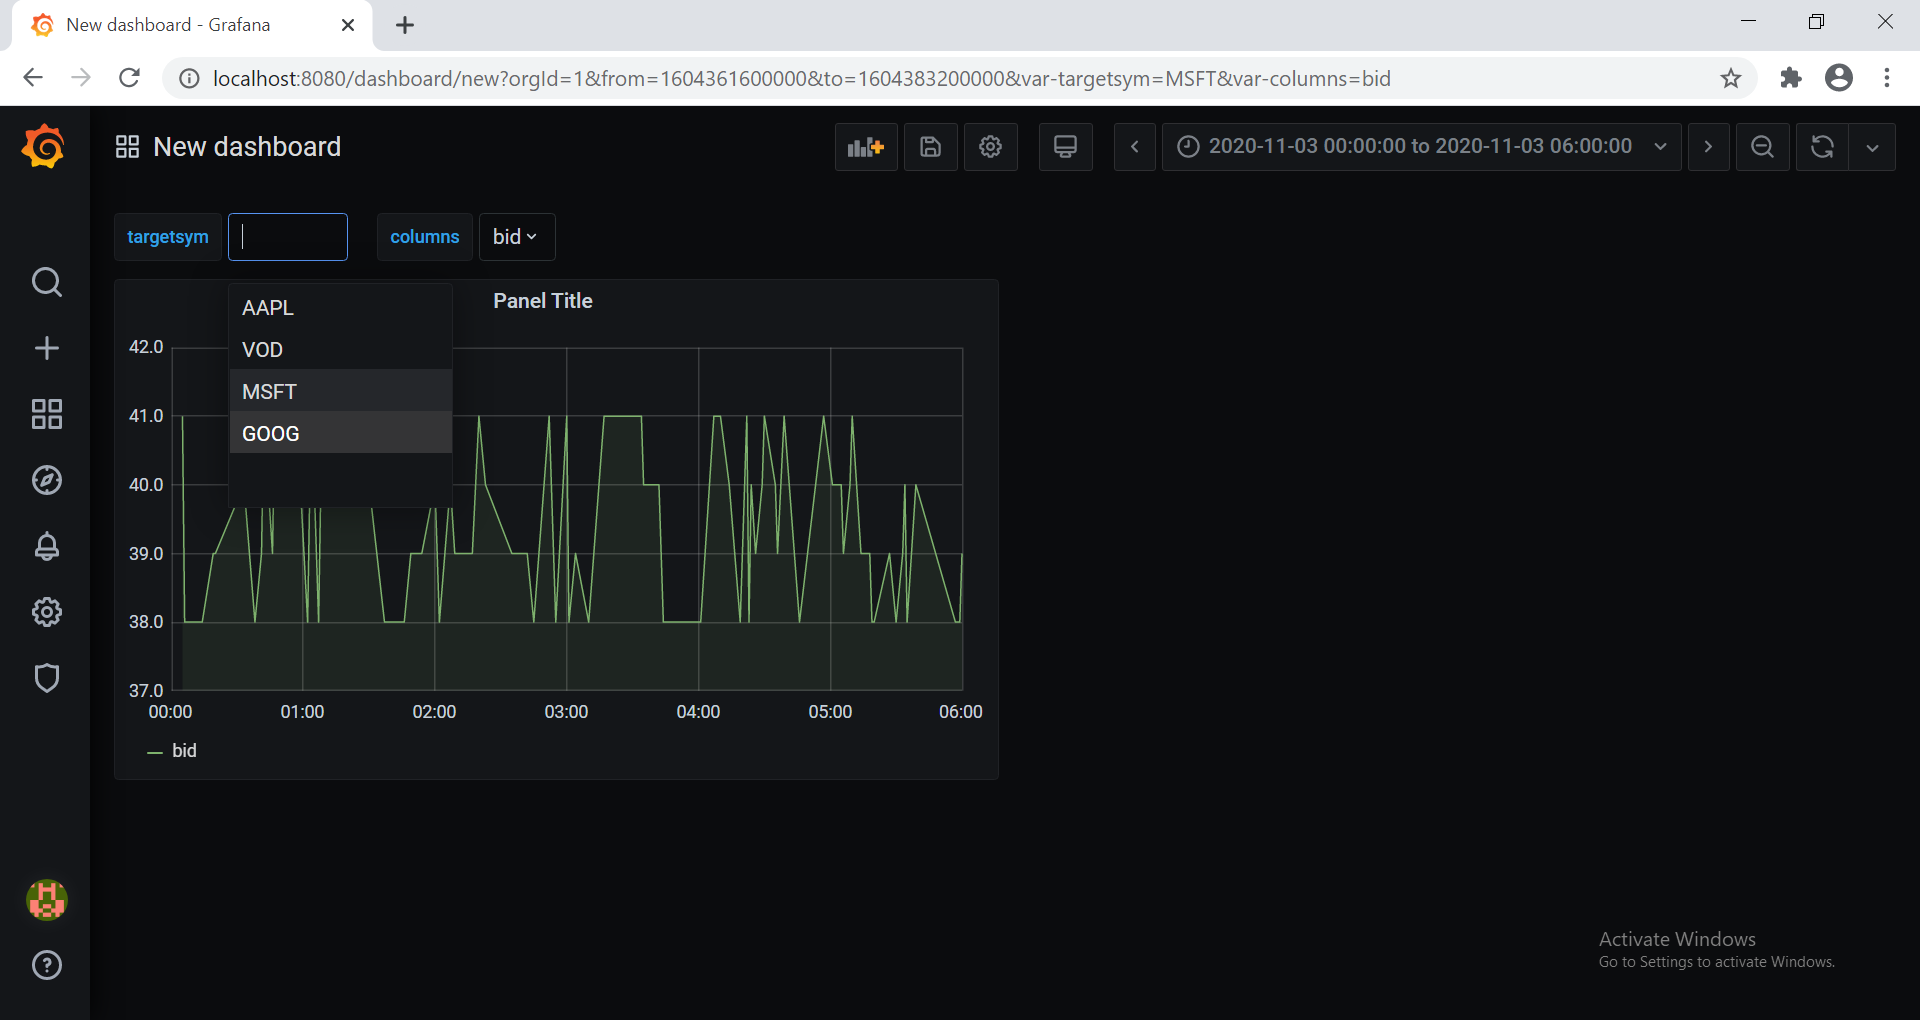 New dashboard - Grafana
localhost:8080/dashboard/new?orgId=1&from=1604361600000&to=1604383200000&var-targetsym=MSFT&var-columns=bid
New dashboard
2020-11-03 00:00:00 to 2020-11-03 06:00:00
targetsym
columns
bid
Panel Title
AAPL
VOD
MSFT
GOOG
42.0
41.0
40.0
39.0
38.0
37.0
00:00
01:00
02:00
03:00
04:00
05:00
06:00
bid
Activate Windows
Go to Settings to activate Windows.